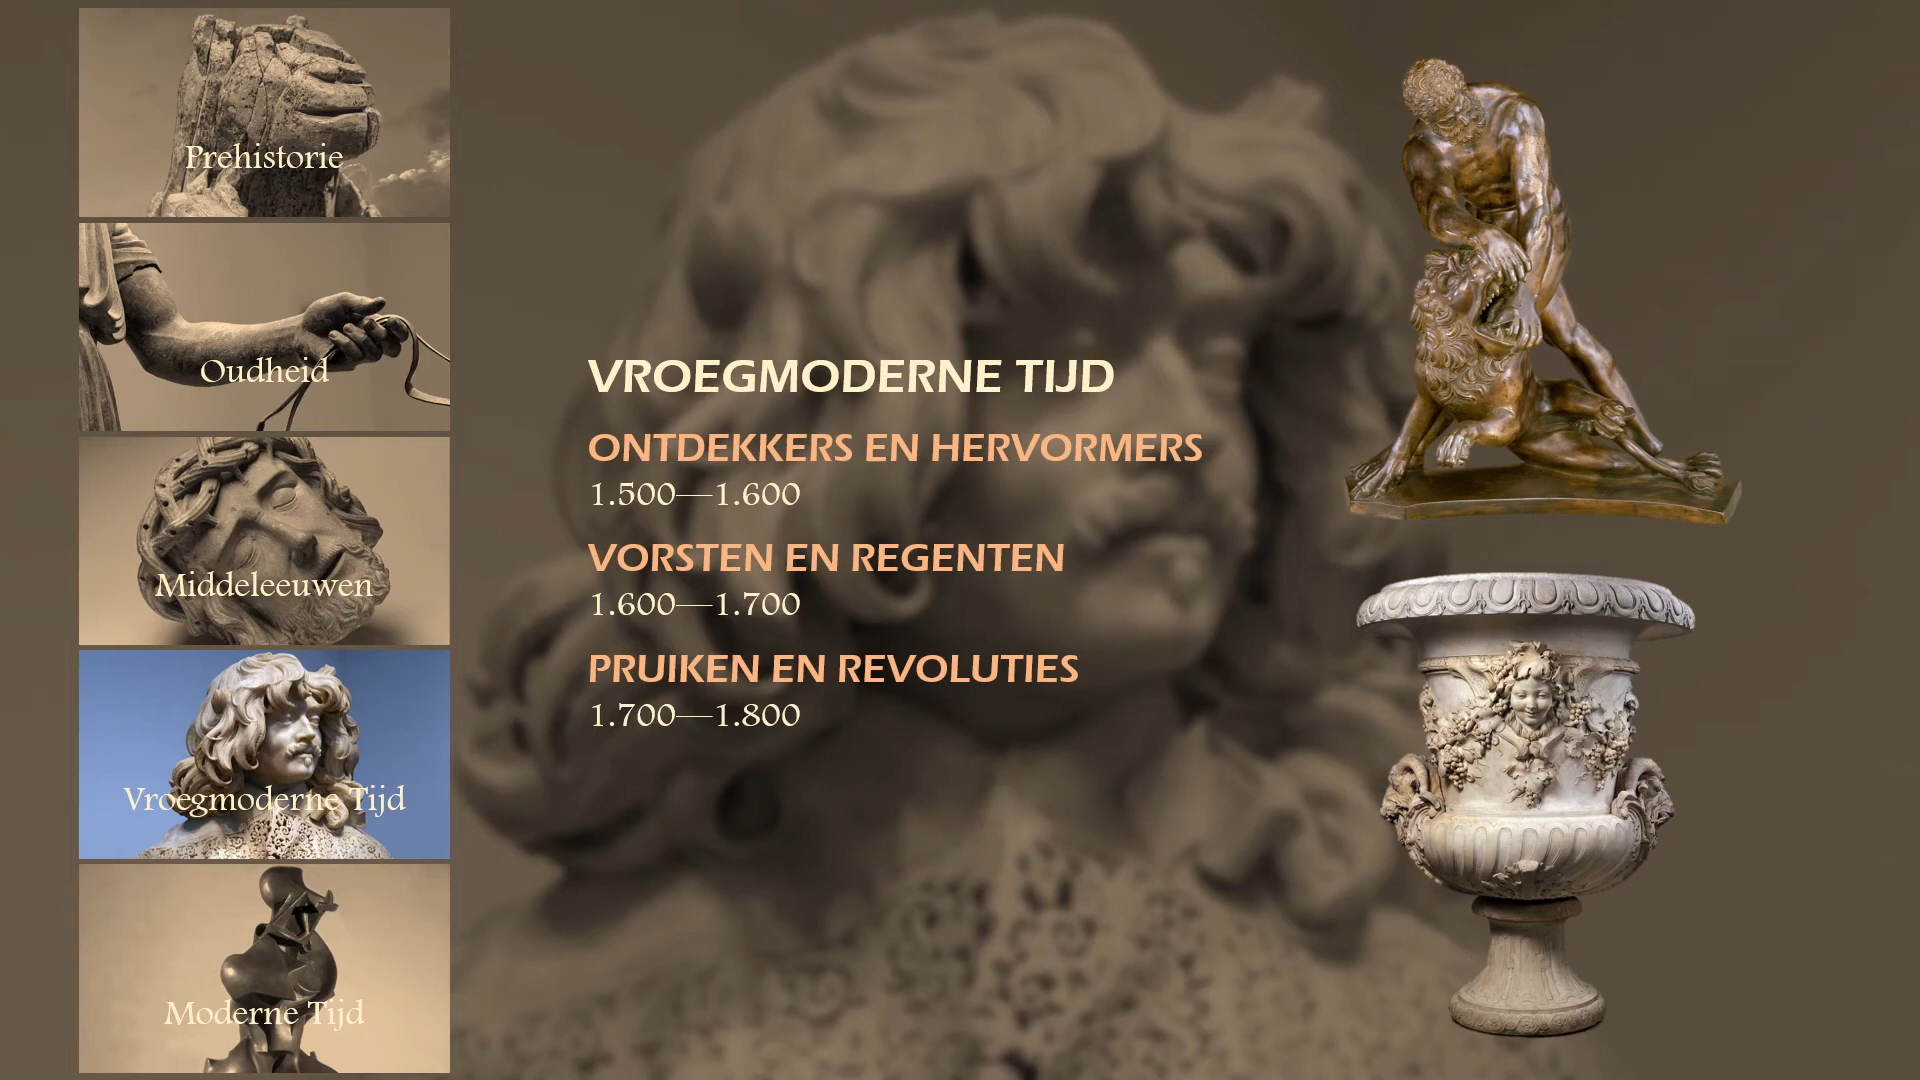 Prehistorie
Oudheid
Middeleeuwen
Vroegmoderne Tijd
Moderne Tijd
VROEGMODERNE TIJD
ONTDEKKERS EN HERVORMERS
1.500—1.600
VORSTEN EN REGENTEN
1.600—1.700
PRUIKEN EN REVOLUTIES
1.700—1.800